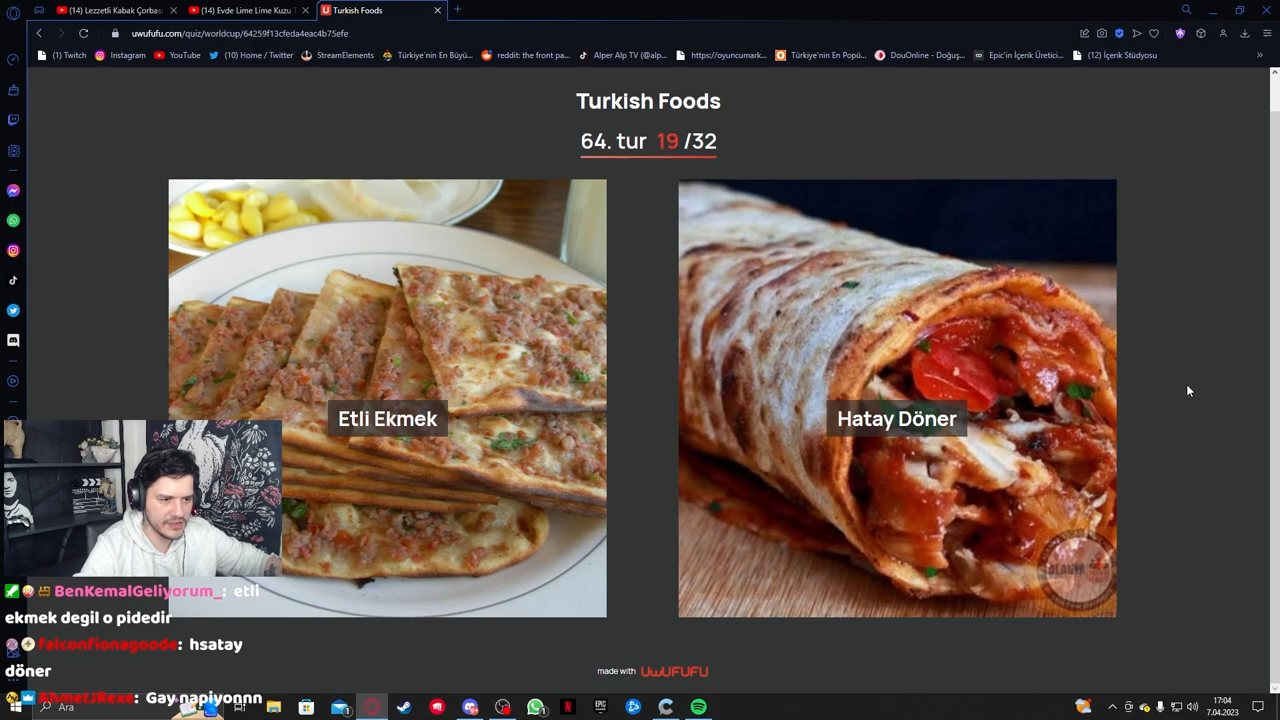 (14) Lezzetli Kabak Çorbası
(14) Evde Lime Lime Kuzu T
Turkish Foods
uwufufu.com/quiz/worldcup/64259f13cfeda4eac4b75efe
(1) Twitch
Instagram
YouTube
(10) Home / Twitter
StreamElements
Türkiye'nin En Büyü...
reddit: the front pa...
Alper Alp TV (@alp...
https://oyuncumark...
Türkiye'nin En Popü...
DouOnline - Doğuş...
Epic'in İçerik Üretici...
(12) İçerik Stüdyosu
Turkish Foods
64. tur 19 /32
Etli Ekmek
Hatay Döner
BenKemalGeliyorum_: etli
ekmek degil o pidedir
falconfionagoode: hsatay
döner
AhmetJRexe: Gay napiyonnn
made with UWUFUFU
Ara
17:04
7.04.2023